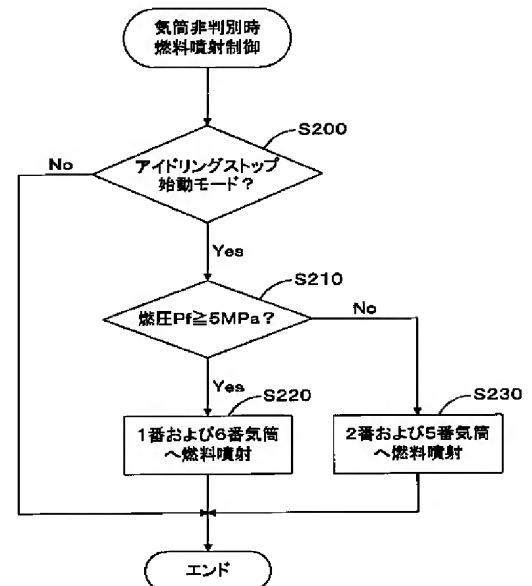 気筒非判別時
燃料噴射制御
S200
アイドリングストップ
始動モード?
No
Yes
S210
燃圧Pf≧5MPa?
No
Yes
S220
1番および6番気筒
へ燃料噴射
S230
2番および5番気筒
へ燃料噴射
エンド